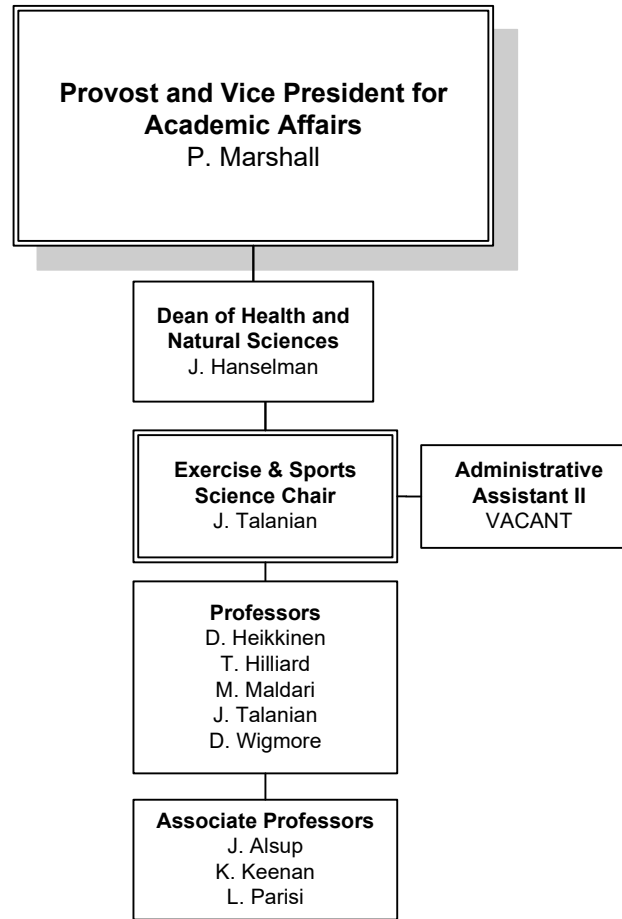 Provost and Vice President for
Academic Affairs
P. Marshall
Dean of Health and
Natural Sciences
J. Hanselman
Exercise & Sports
Science Chair
J. Talanian
Administrative
Assistant II
VACANT
Professors
D. Heikkinen
T. Hilliard
M. Maldari
J. Talanian
D. Wigmore
Associate Professors
J. Alsup
K. Keenan
L. Parisi